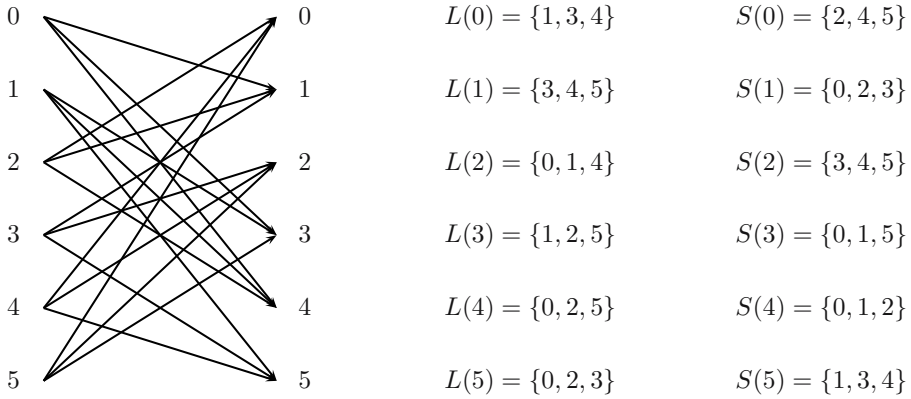 0 0 L(0) = {1, 3, 4} S(0) = {2, 4, 5}
1 1 L(1) = {3, 4, 5} S(1) = {0, 2, 3}
2 2 L(2) = {0, 1, 4} S(2) = {3, 4, 5}
3 3 L(3) = {1, 2, 5} S(3) = {0, 1, 5}
4 4 L(4) = {0, 2, 5} S(4) = {0, 1, 2}
5 5 L(5) = {0, 2, 3} S(5) = {1, 3, 4}